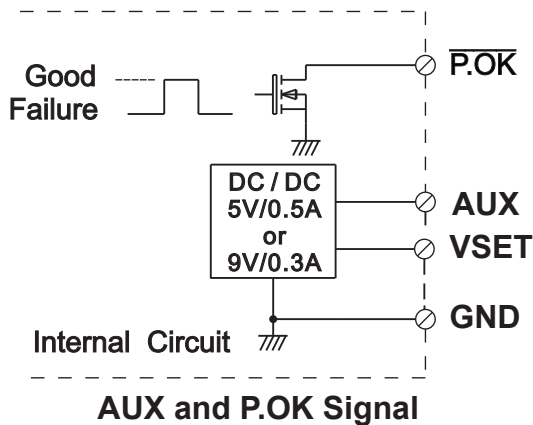 P.OK
Good
Failure
DC / DC
5V/0.5A
or
9V/0.3A
AUX
VSET
GND
Internal Circuit
AUX and P.OK Signal